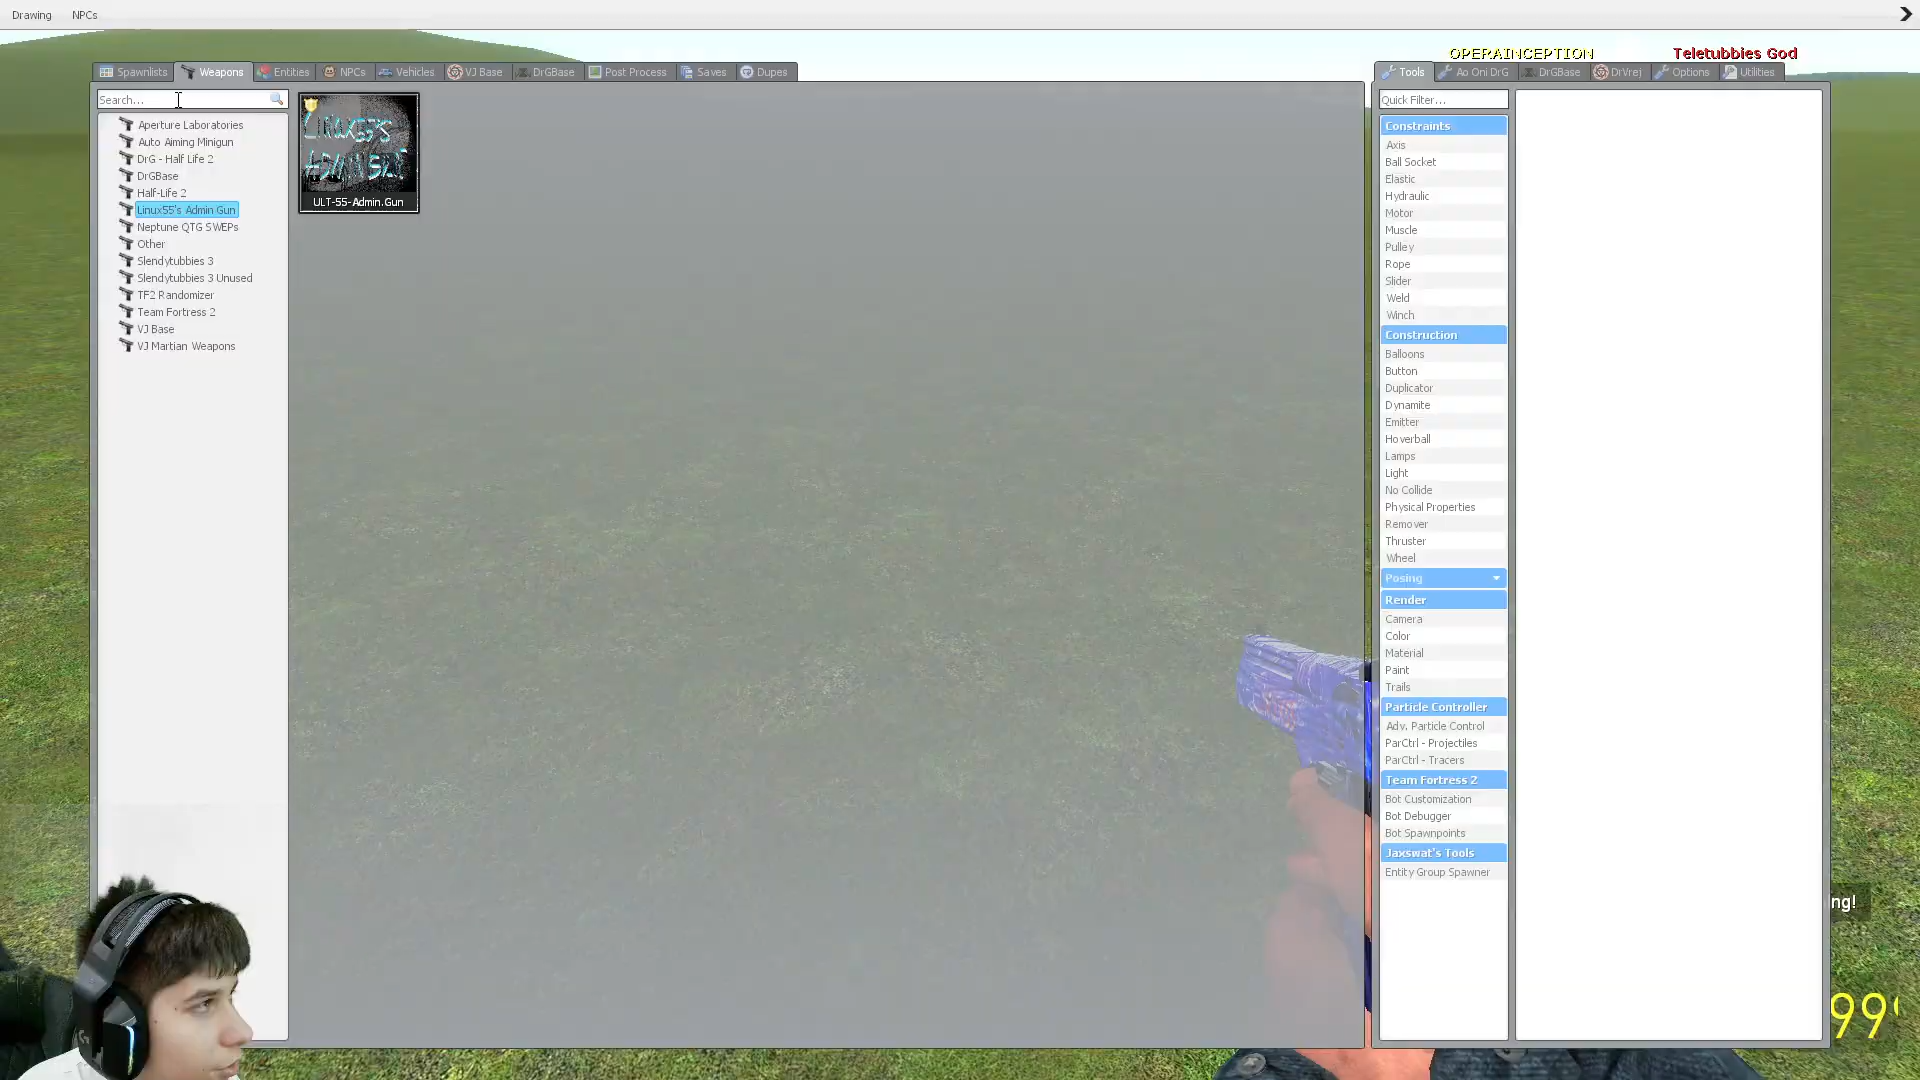 Drawing NPCs
OPERAINCEPTION Teletubbies God
Spawnlists Weapons Entities NPCs Vehicles VJ Base DrGBase Post Process Saves Dupes
Search...
Aperture Laboratories
Auto Aiming Minigun
DrG - Half Life 2
DrGBase
Half-Life 2
Linux55's Admin Gun
Neptune QTG SWEPs
Other
Slendytubbies 3
Slendytubbies 3 Unused
TF2 Randomizer
Team Fortress 2
VJ Base
VJ Martian Weapons
LINUX55'S
ADMIN GUN
ULT-55-Admin.Gun
Tools Ao Oni DrG DrGBase DrVrej Options Utilities
Quick Filter...
Constraints
Axis
Ball Socket
Elastic
Hydraulic
Motor
Muscle
Pulley
Rope
Slider
Weld
Winch
Construction
Balloons
Button
Duplicator
Dynamite
Emitter
Hoverball
Lamps
Light
No Collide
Physical Properties
Remover
Thruster
Wheel
Posing
Render
Camera
Color
Material
Paint
Trails
Particle Controller
Adv. Particle Control
ParCtrl - Projectiles
ParCtrl - Tracers
Team Fortress 2
Bot Customization
Bot Debugger
Bot Spawnpoints
Jaxswat's Tools
Entity Group Spawner
ng!
99